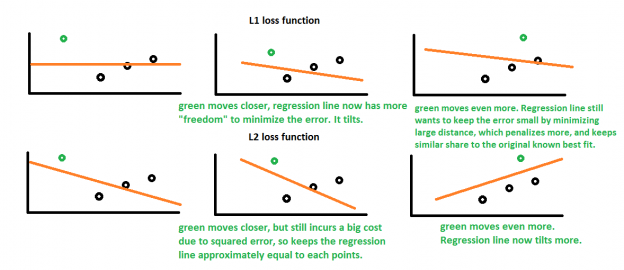 L1 loss function
green moves closer, regression line now has more
"freedom" to minimize the error. It tilts.
green moves even more. Regression line still
wants to keep the error small by minimizing
large distance, which penalizes more, and keeps
similar share to the original known best fit.
L2 loss function
green moves closer, but still incurs a big cost
due to squared error, so keeps the regression
line approximately equal to each points.
green moves even more.
Regression line now tilts more.